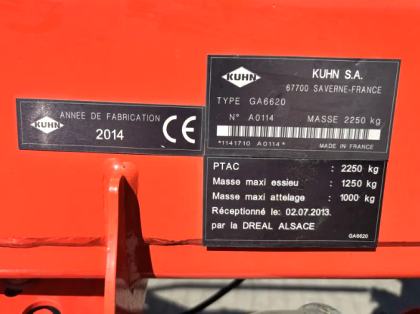 KUHN
ANNEE DE FABRICATION
2014
CE
KUHN
KUHN S.A.
67700 SAVERNE-FRANCE
TYPE GA6620
N° A0114 MASSE 2250 kg
*1141710 A0114*
MADE IN FRANCE
PTAC : 2250 kg
Masse maxi essieu : 1250 kg
Masse maxi attelage : 1000 kg
Réceptionné le: 02.07.2013.
par la DREAL ALSACE
GA6620